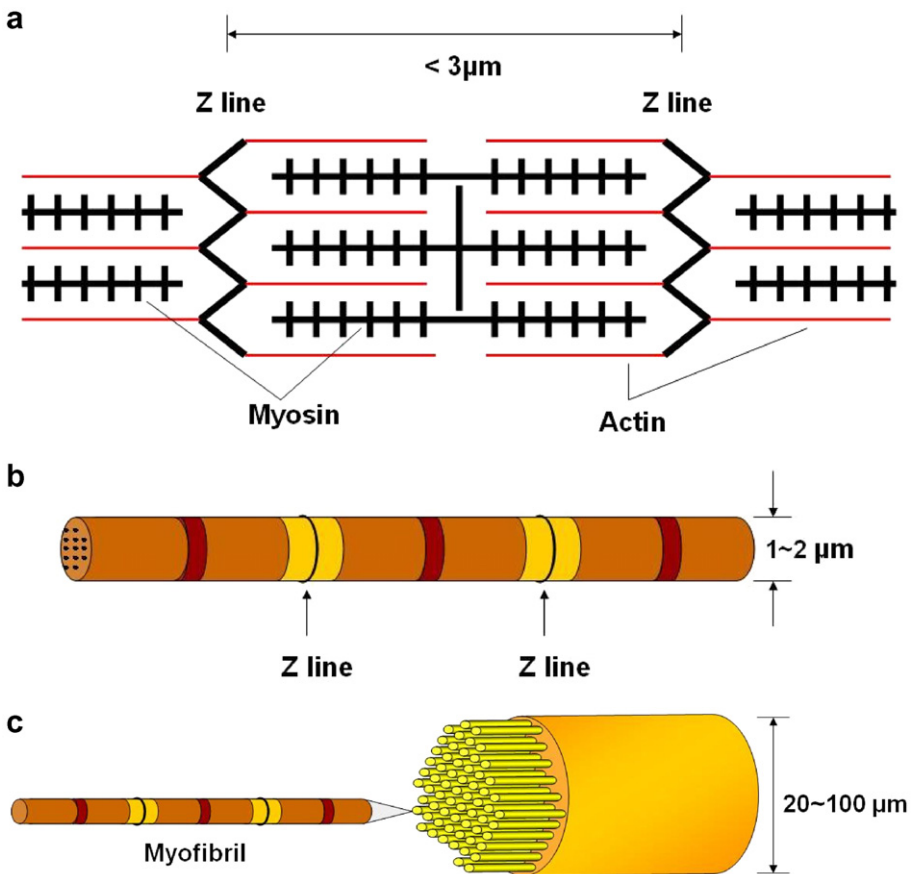 a
< 3µm
Z line Z line
Myosin Actin
b
1~2 µm
Z line Z line
c
20~100 µm
Myofibril